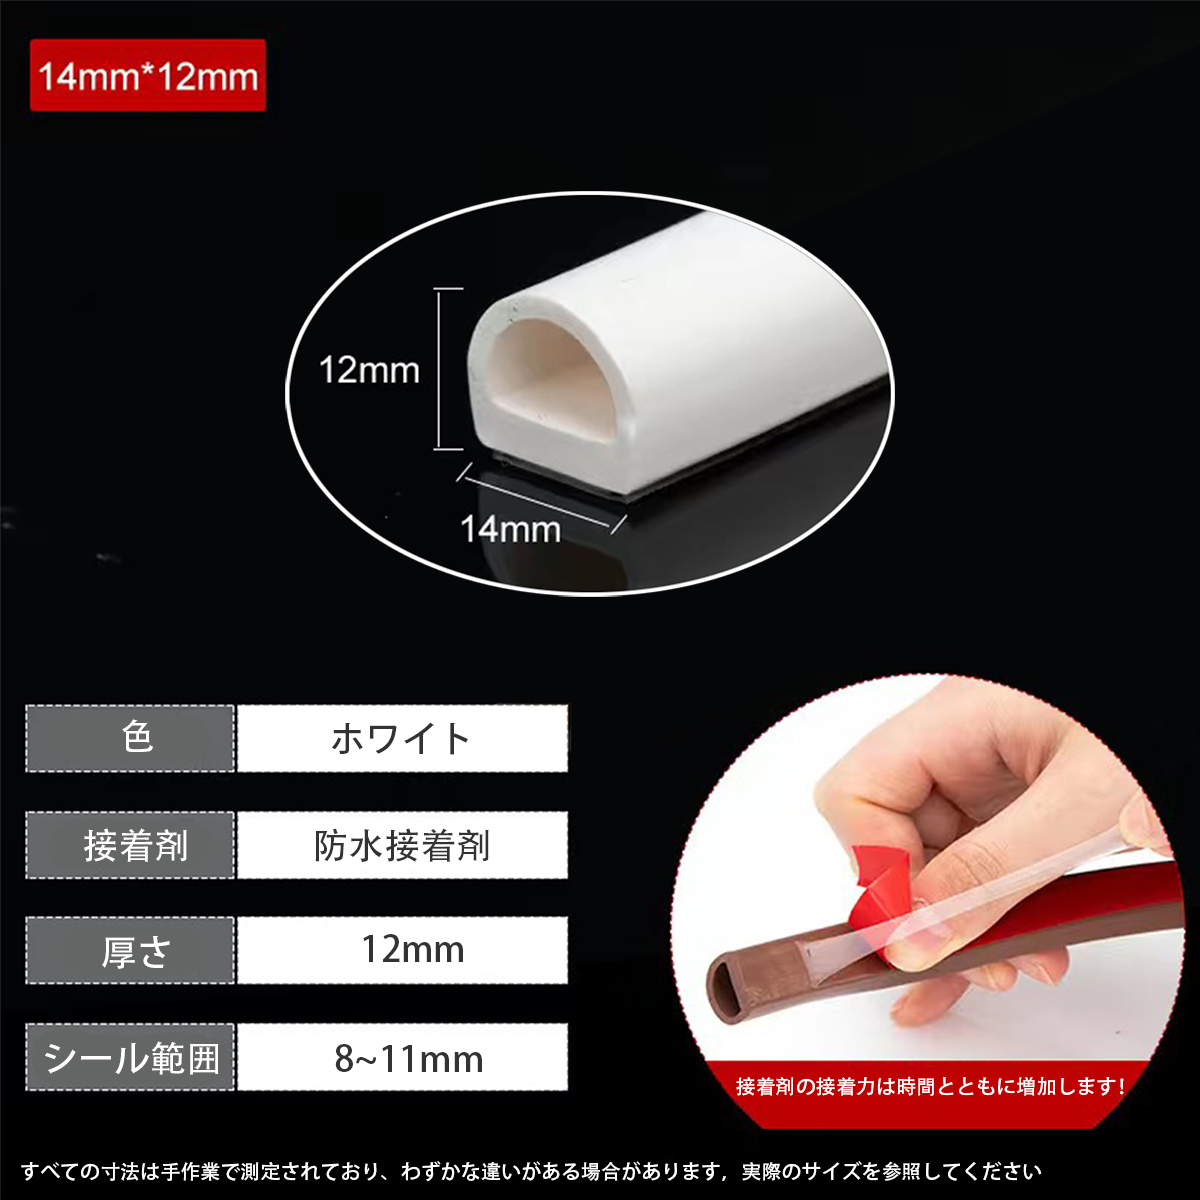 14mm*12mm
12mm
14mm
色 ホワイト
接着剤 防水接着剤
厚さ 12mm
シール範囲 8~11mm
接着剤の接着力は時間とともに増加します!
すべての寸法は手作業で測定されており、わずかな違いがある場合があります，実際のサイズを参照してください